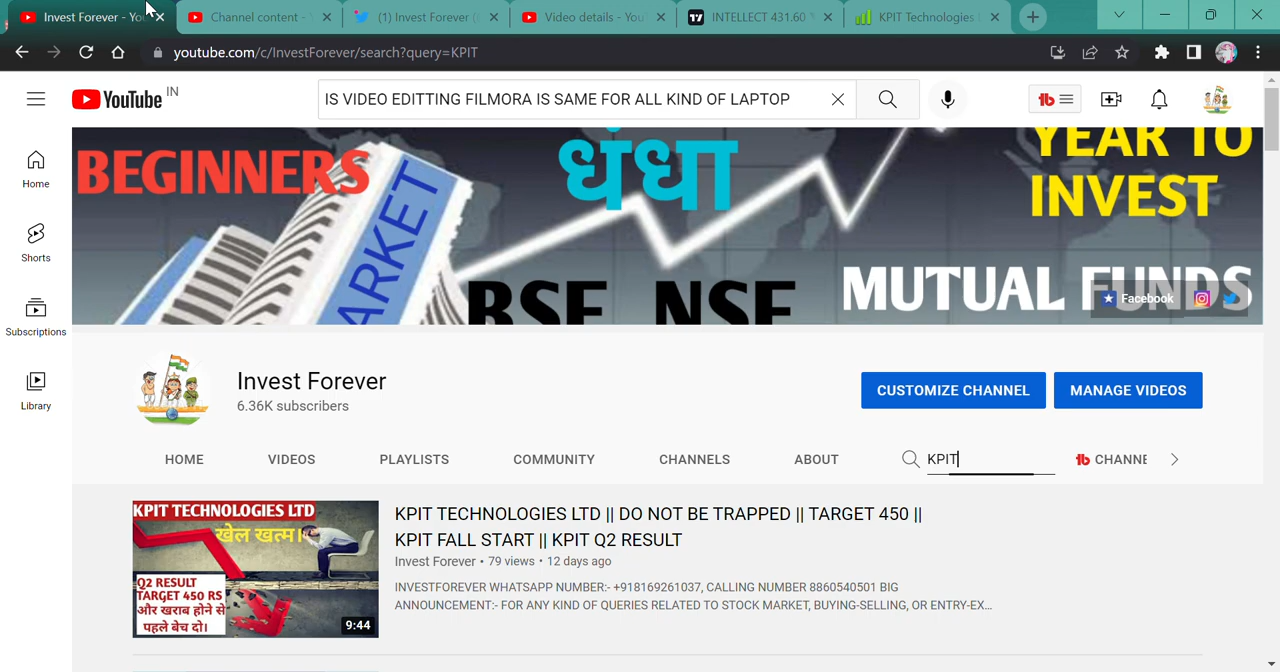 Invest Forever - You
Channel content - Y
(1) Invest Forever (
Video details - You
INTELLECT 431.60
KPIT Technologies
youtube.com/c/InvestForever/search?query=KPIT
YouTube IN
IS VIDEO EDITTING FILMORA IS SAME FOR ALL KIND OF LAPTOP
Home
Shorts
Subscriptions
Library
BEGINNERS
MARKET
धंधा
YEAR TO
INVEST
BSE NSE
MUTUAL FUNDS
Facebook
Invest Forever
6.36K subscribers
CUSTOMIZE CHANNEL
MANAGE VIDEOS
HOME VIDEOS PLAYLISTS COMMUNITY CHANNELS ABOUT KPIT CHANNE
KPIT TECHNOLOGIES LTD
खेल खत्म।
Q2 RESULT
TARGET 450 RS
और खराब होने से
पहले बेच दो।
9:44
KPIT TECHNOLOGIES LTD || DO NOT BE TRAPPED || TARGET 450 ||
KPIT FALL START || KPIT Q2 RESULT
Invest Forever • 79 views • 12 days ago
INVESTFOREVER WHATSAPP NUMBER:- +918169261037, CALLING NUMBER 8860540501 BIG
ANNOUNCEMENT:- FOR ANY KIND OF QUERIES RELATED TO STOCK MARKET, BUYING-SELLING, OR ENTRY-EX...